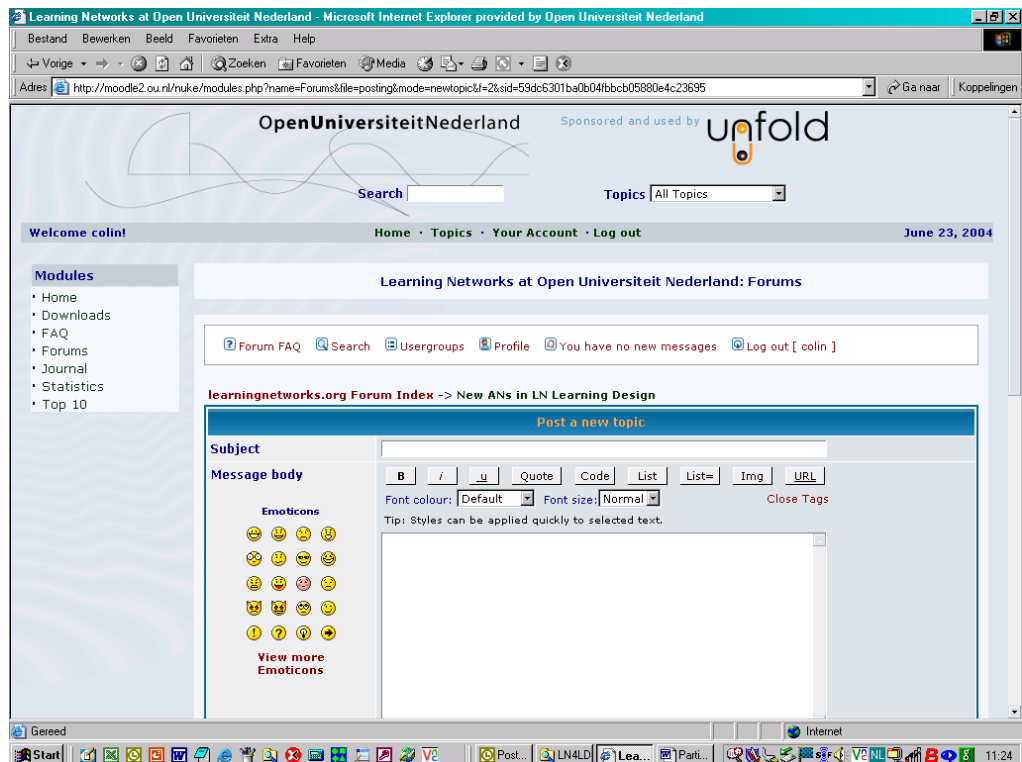 Learning Networks at Open Universiteit Nederland - Microsoft Internet Explorer provided by Open Universiteit Nederland
Bestand Bewerken Beeld Favorieten Extra Help
Vorige Zoeken Favorieten Media
Adres http://moodle2.ou.nl/nuke/modules.php?name=Forums&file=posting&mode=newtopic&f=2&sid=59dc6301ba0b04fbbcb05880e4c23695 Ga naar Koppelingen
OpenUniversiteitNederland Sponsored and used by unfold
Search Topics All Topics
Welcome colin! Home · Topics · Your Account · Log out June 23, 2004
Modules
· Home
· Downloads
· FAQ
· Forums
· Journal
· Statistics
· Top 10
Learning Networks at Open Universiteit Nederland: Forums
Forum FAQ Search Usergroups Profile You have no new messages Log out [ colin ]
learningnetworks.org Forum Index -> New ANs in LN Learning Design
Post a new topic
Subject
Message body B i u Quote Code List List= Img URL
Font colour: Default Font size: Normal Close Tags
Tip: Styles can be applied quickly to selected text.
Emoticons
View more
Emoticons
Gereed Internet
Start Post... LN4LD Lea... Parti... NL 11:24